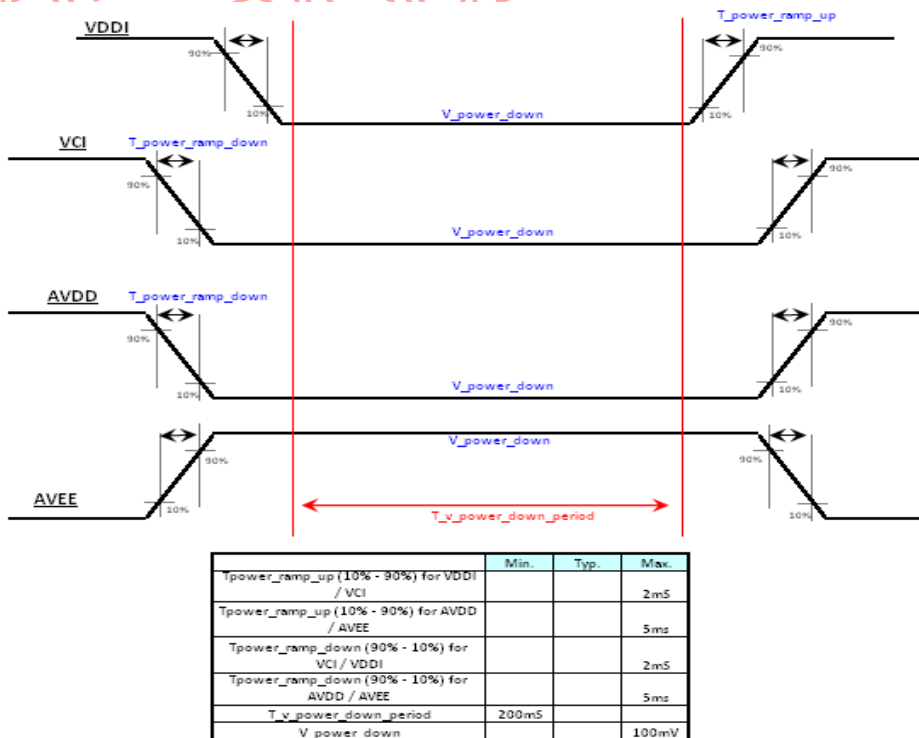 T_power_ramp_up
VDDI
90%
90%
10%
10%
V_power_down
VCI
T_power_ramp_down
90%
90%
10%
10%
V_power_down
AVDD
T_power_ramp_down
90%
90%
10%
10%
V_power_down
V_power_down
90%
90%
AVEE
10%
10%
T_v_power_down_period
Min. Typ. Max.
Tpower_ramp_up (10% - 90%) for VDDI
/ VCI 2mS
Tpower_ramp_up (10% - 90%) for AVDD
/ AVEE 5ms
Tpower_ramp_down (90% - 10%) for
VCI / VDDI 2mS
Tpower_ramp_down (90% - 10%) for
AVDD / AVEE 5ms
T_v_power_down_period 200mS
V_power_down 100mV